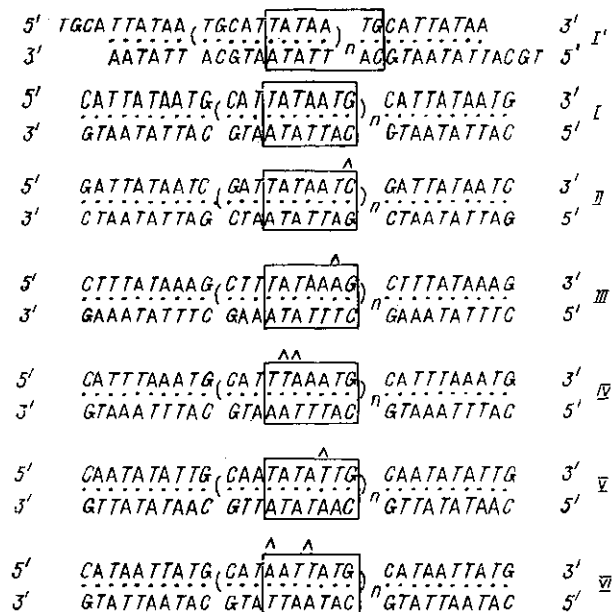 5' TGCATTATAA(TGCATTATAA)n TGCATTATAA 3' I'
3' AATATT ACGTAATATT ACGTAATATTACGT 5'
5' CATTATAATG(CATTATAATG)n CATTATAATG 3' I
3' GTAATATTAC GTAATATTAC GTAATATTAC 5'
^
5' GATTATAATC(GATTATAATC)n GATTATAATC 3' II
3' CTAATATTAG CTAATATTAG CTAATATTAG 5'
^
5' CTTTATAAAG(CTTTATAAAG)n CTTTATAAAG 3' III
3' GAAATATTTC GAAATATTTC GAAATATTTC 5'
^^
5' CATTTAAATG(CATTTAAATG)n CATTTAAATG 3' IV
3' GTAAATTTAC GTAAATTTAC GTAAATTTAC 5'
^
5' CAATATATTG(CAATATATTG)n CAATATATTG 3' V
3' GTTATATAAC GTTATATAAC GTTATATAAC 5'
^ ^
5' CATAATTATG(CATAATTATG)n CATAATTATG 3' VI
3' GTATTAATAC GTATTAATAC GTATTAATAC 5'